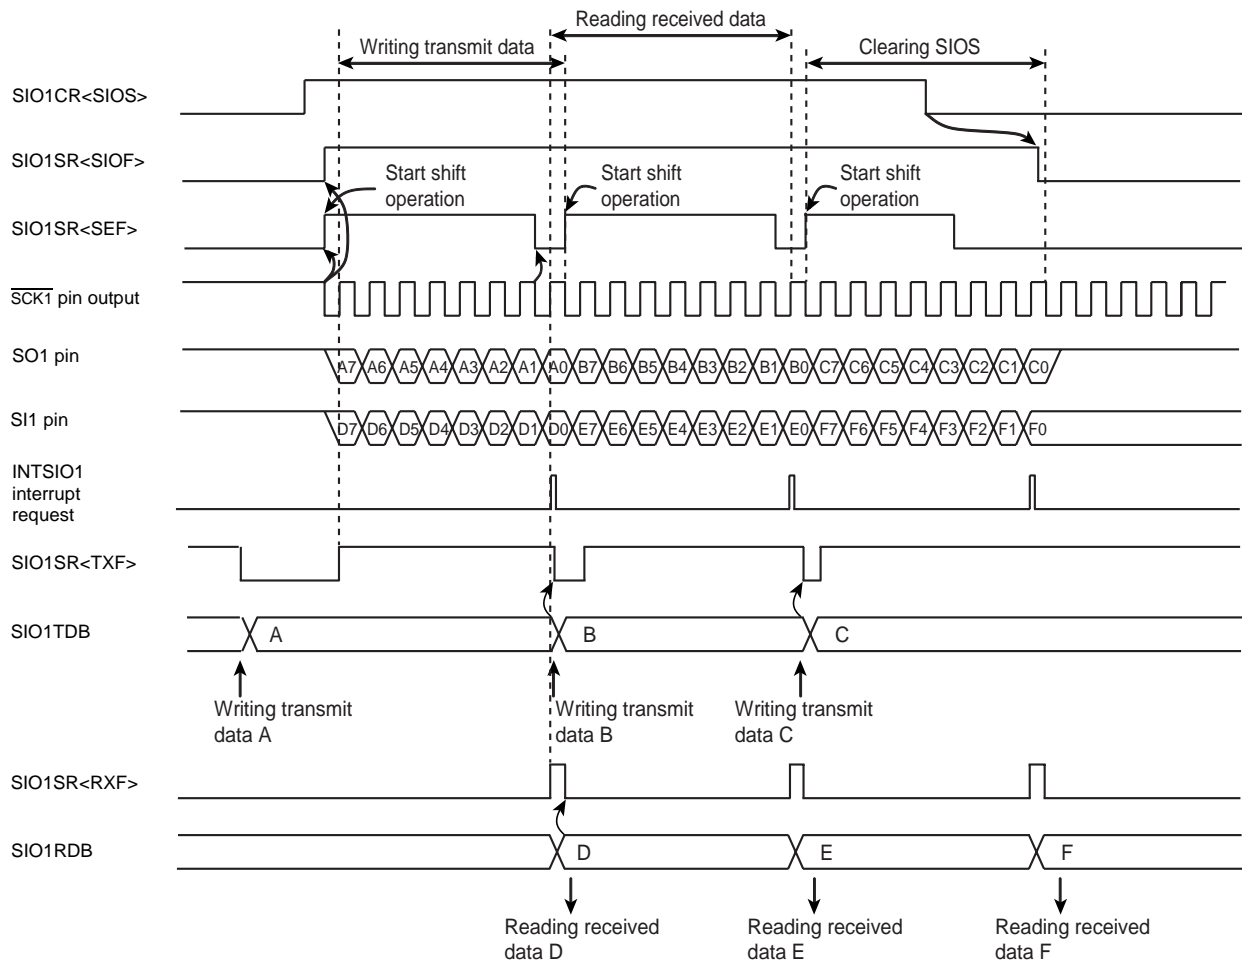 Reading received data
Writing transmit data
Clearing SIOS
SIO1CR<SIOS>
SIO1SR<SIOF>
Start shift
operation
Start shift
operation
Start shift
operation
SIO1SR<SEF>
SCK1 pin output
SO1 pin
A7 A6 A5 A4 A3 A2 A1 A0 B7 B6 B5 B4 B3 B2 B1 B0 C7 C6 C5 C4 C3 C2 C1 C0
SI1 pin
D7 D6 D5 D4 D3 D2 D1 D0 E7 E6 E5 E4 E3 E2 E1 E0 F7 F6 F5 F4 F3 F2 F1 F0
INTSIO1
interrupt
request
SIO1SR<TXF>
SIO1TDB
A
B
C
Writing transmit
data A
Writing transmit
data B
Writing transmit
data C
SIO1SR<RXF>
SIO1RDB
D
E
F
Reading received
data D
Reading received
data E
Reading received
data F